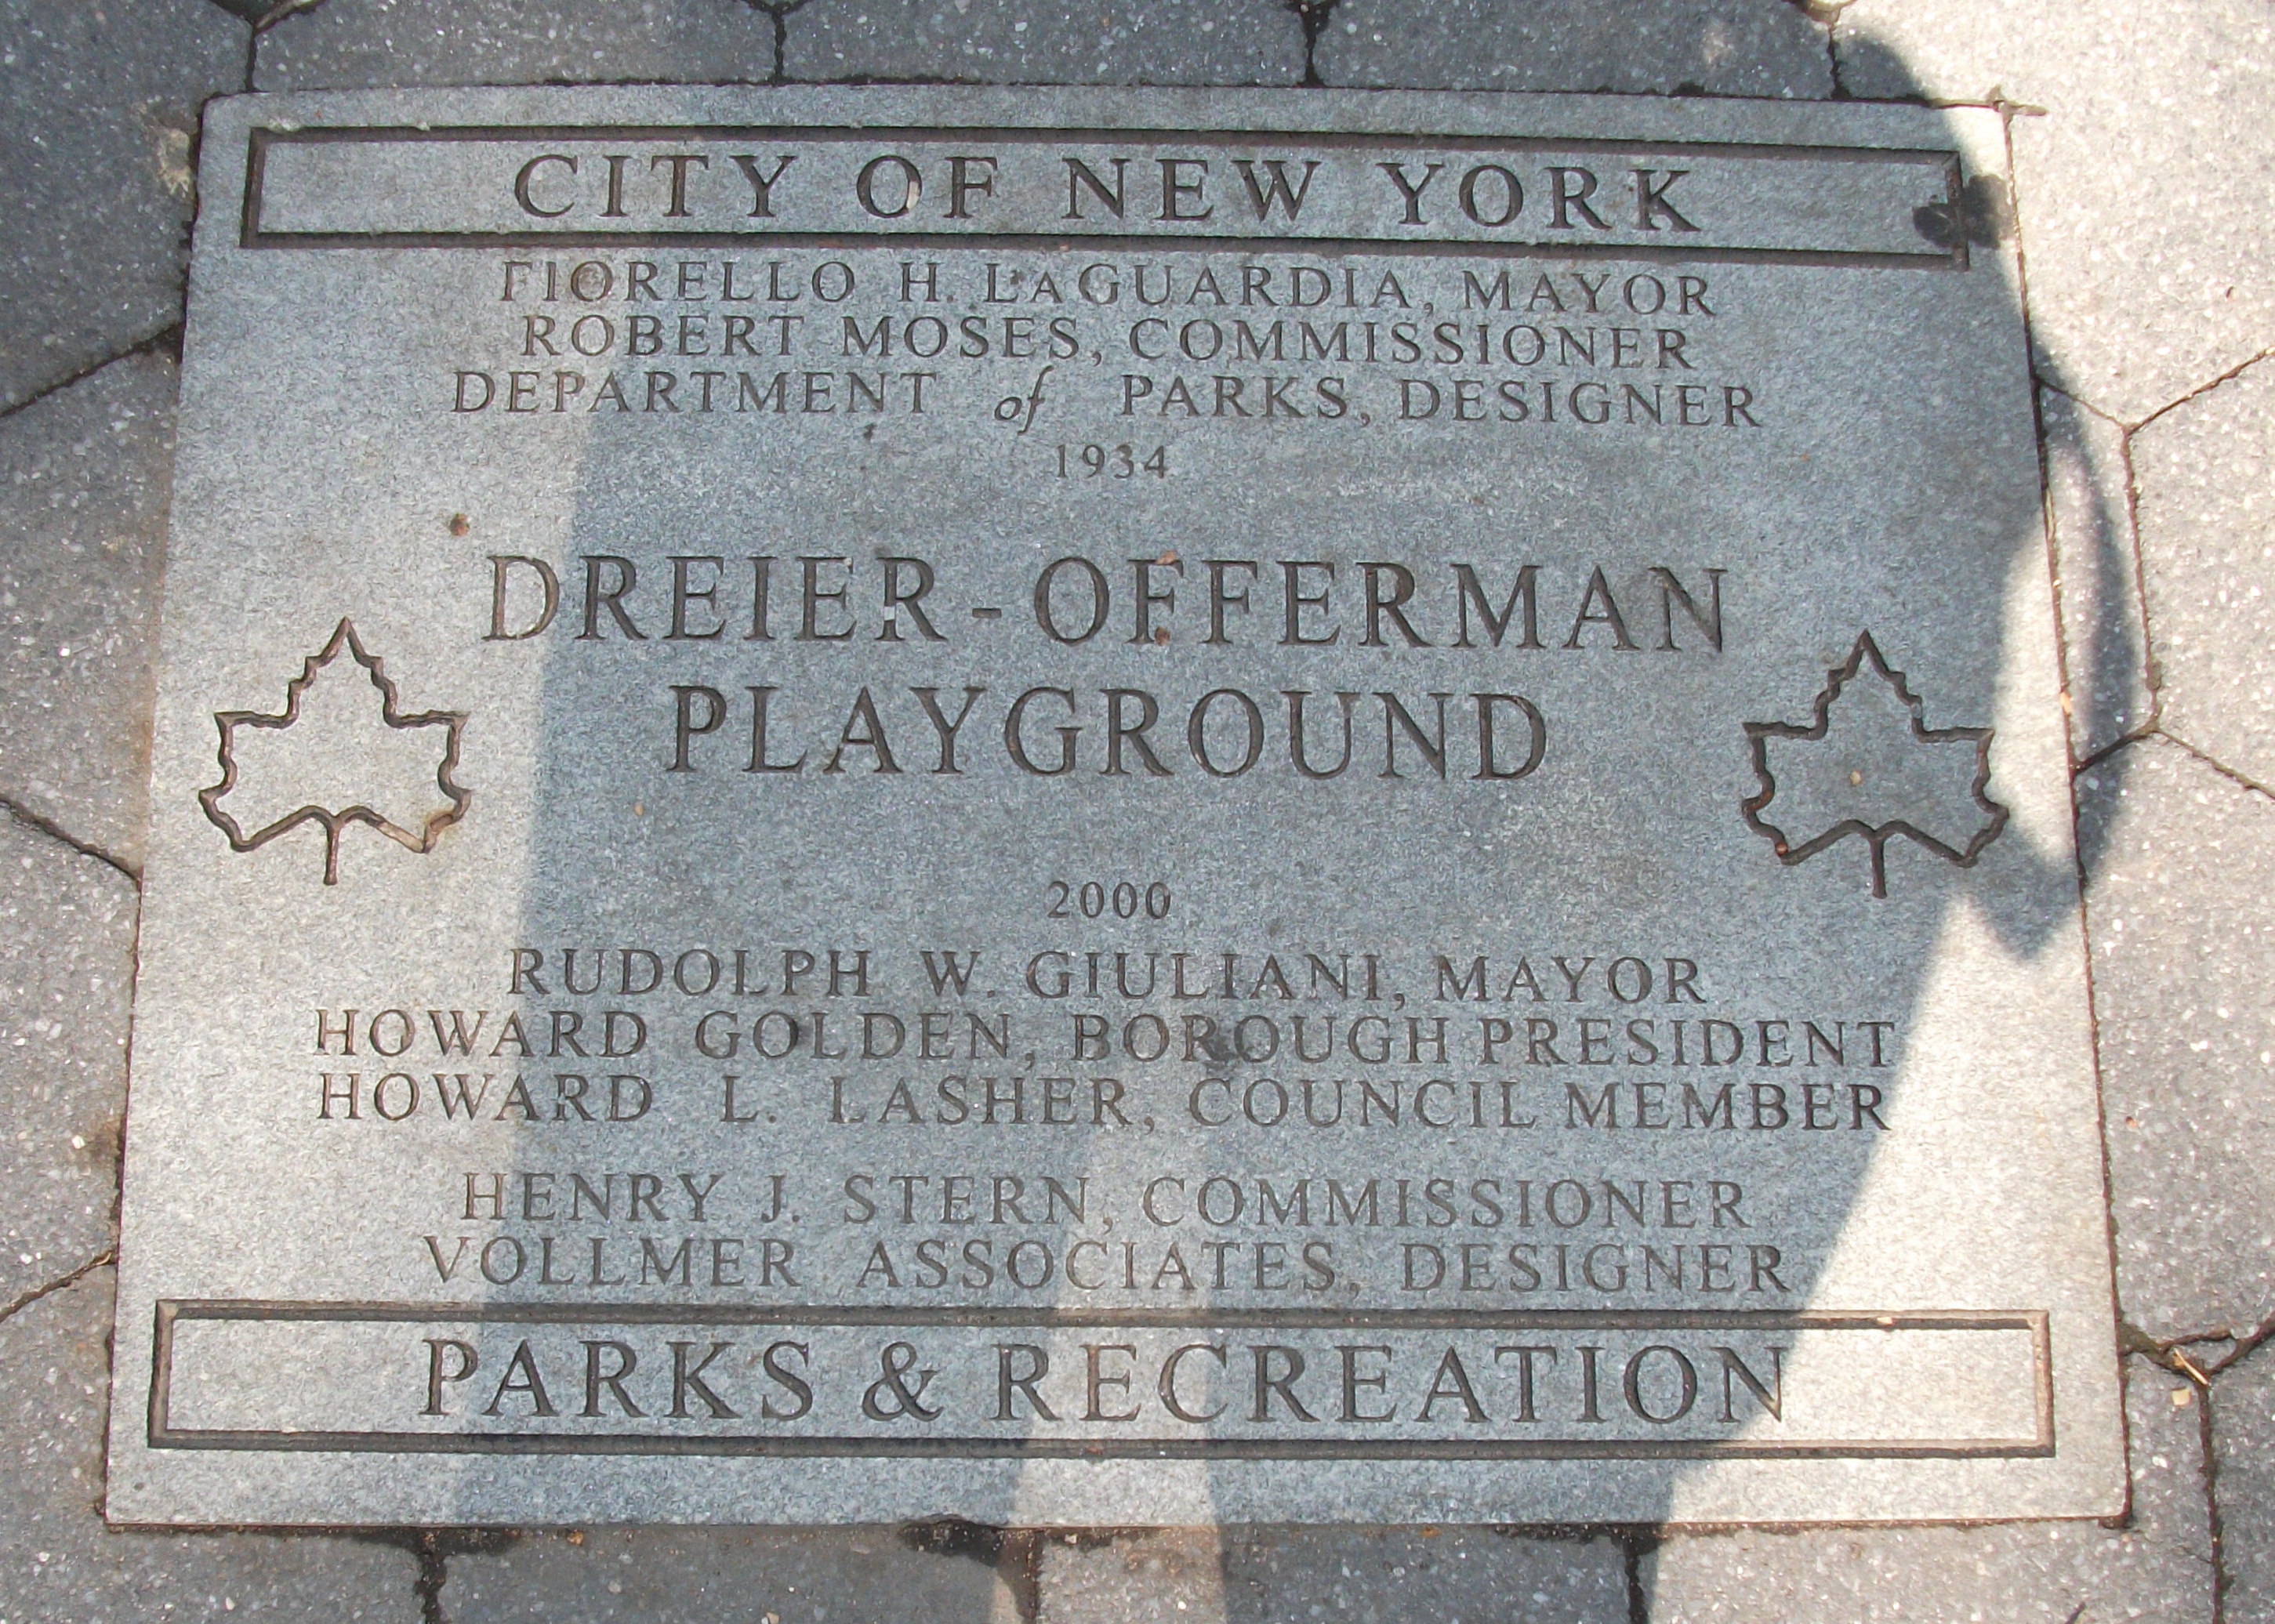 CITY OF NEW YORK
FIORELLO H. LAGUARDIA, MAYOR
ROBERT MOSES, COMMISSIONER
DEPARTMENT of PARKS, DESIGNER
1934
DREIER-OFFERMAN
PLAYGROUND
2000
RUDOLPH W. GIULIANI, MAYOR
HOWARD GOLDEN, BOROUGH PRESIDENT
HOWARD L. LASHER, COUNCIL MEMBER
HENRY J. STERN, COMMISSIONER
VOLLMER ASSOCIATES, DESIGNER
PARKS & RECREATION